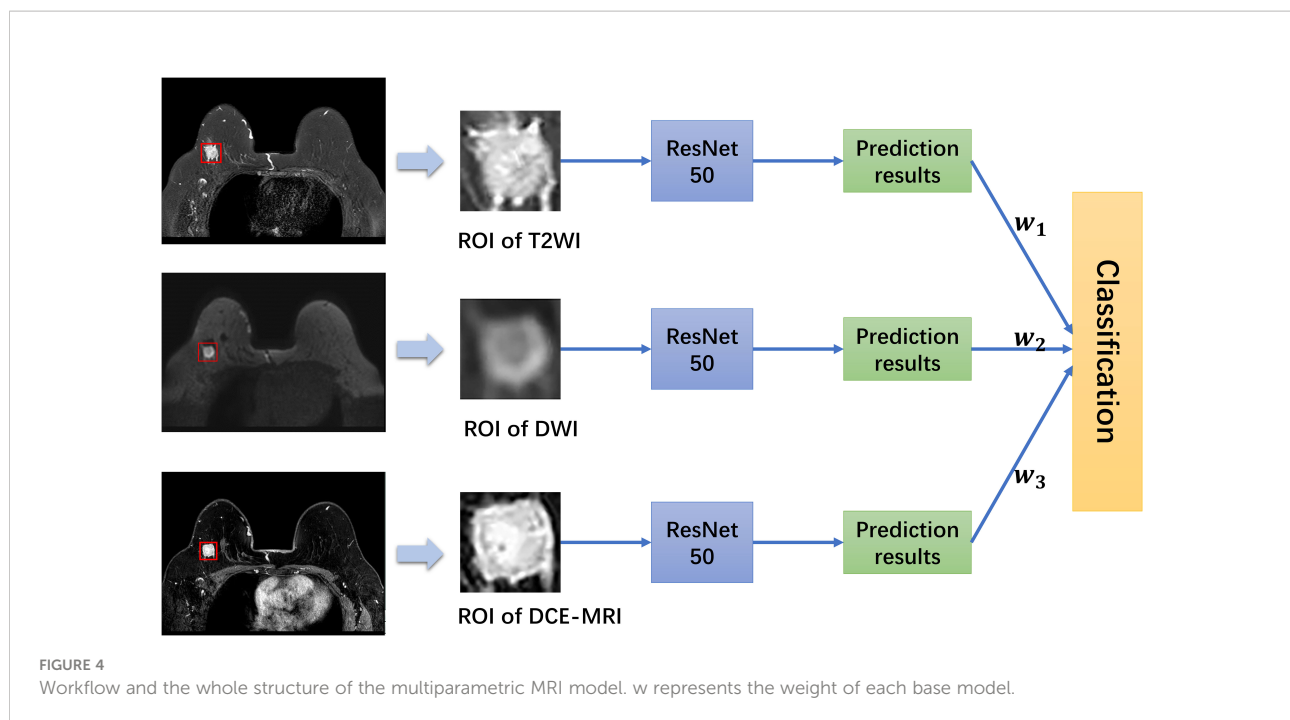 ROI of T2WI
ResNet
50
Prediction
results
w₁
ROI of DWI
ResNet
50
Prediction
results
w₂
ROI of DCE-MRI
ResNet
50
Prediction
results
w₃
Classification
FIGURE 4
Workflow and the whole structure of the multiparametric MRI model. w represents the weight of each base model.